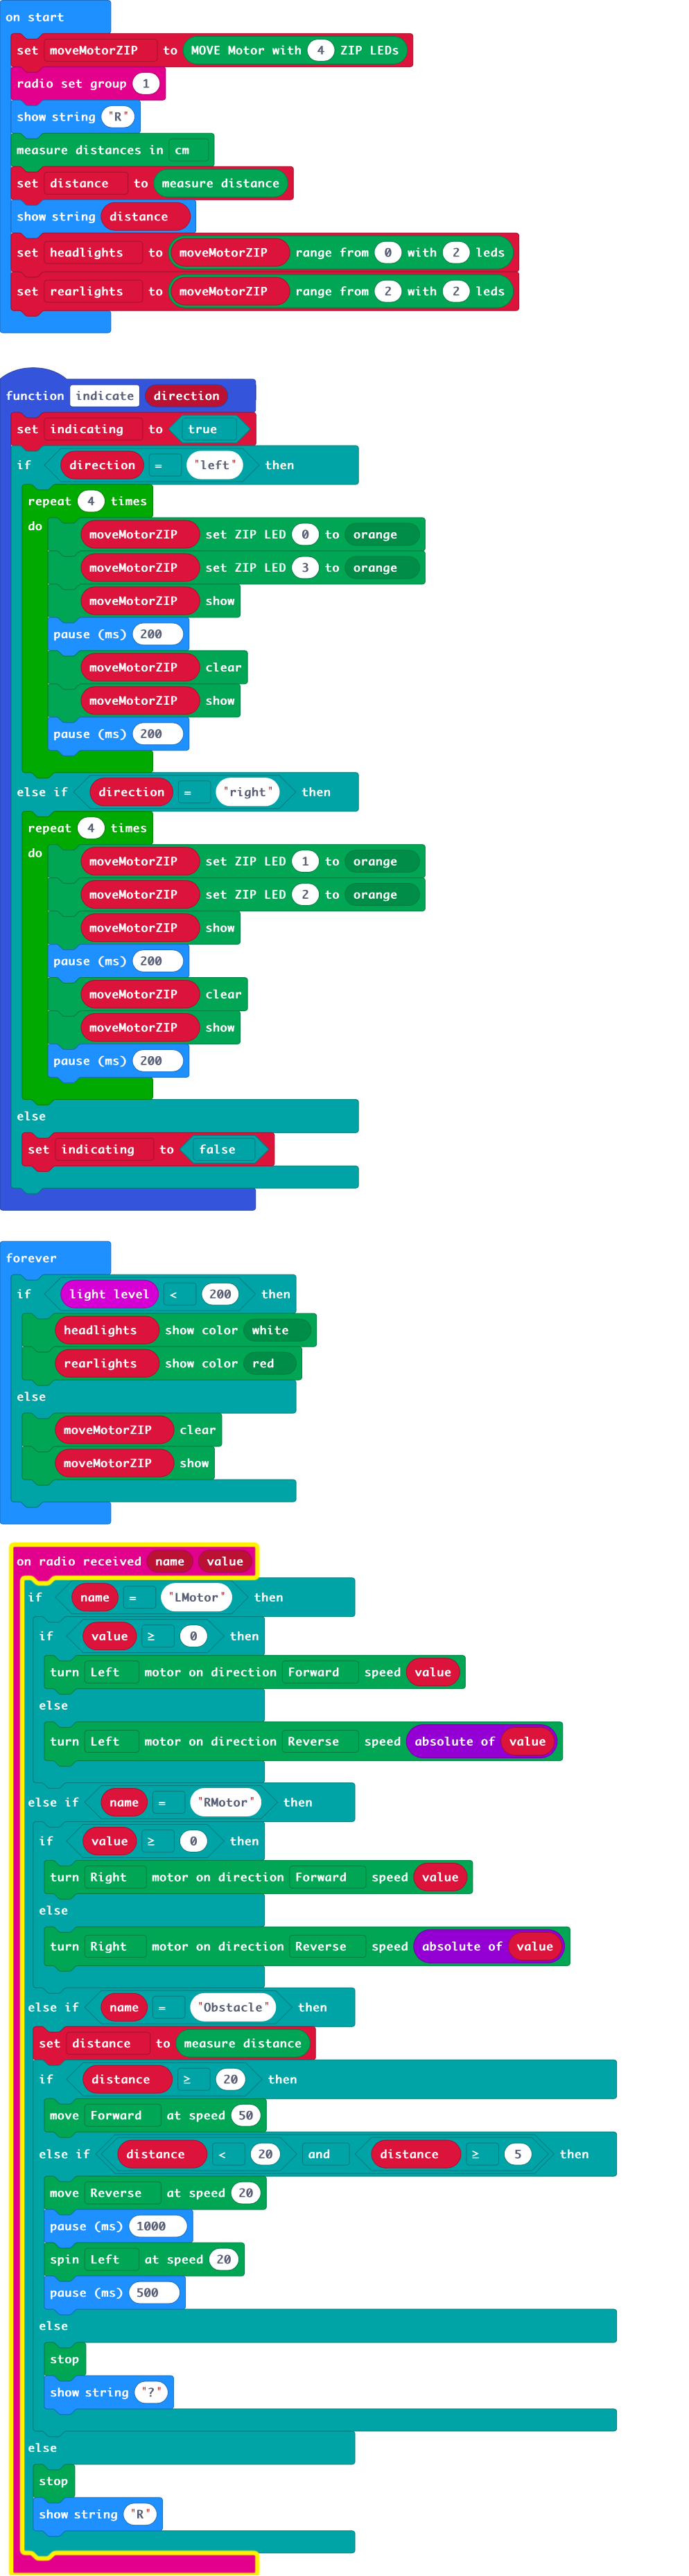 on start
set moveMotorZIP to MOVE Motor with 4 ZIP LEDs
radio set group 1
show string "R"
measure distances in cm
set distance to measure distance
show string distance
set headlights to moveMotorZIP range from 0 with 2 leds
set rearlights to moveMotorZIP range from 2 with 2 leds
function indicate direction
set indicating to true
if direction = "left" then
repeat 4 times
do
moveMotorZIP set ZIP LED 0 to orange
moveMotorZIP set ZIP LED 3 to orange
moveMotorZIP show
pause (ms) 200
moveMotorZIP clear
moveMotorZIP show
pause (ms) 200
else if direction = "right" then
repeat 4 times
do
moveMotorZIP set ZIP LED 1 to orange
moveMotorZIP set ZIP LED 2 to orange
moveMotorZIP show
pause (ms) 200
moveMotorZIP clear
moveMotorZIP show
pause (ms) 200
else
set indicating to false
forever
if light level < 200 then
headlights show color white
rearlights show color red
else
moveMotorZIP clear
moveMotorZIP show
on radio received name value
if name = "LMotor" then
if value ≥ 0 then
turn Left motor on direction Forward speed value
else
turn Left motor on direction Reverse speed absolute of value
else if name = "RMotor" then
if value ≥ 0 then
turn Right motor on direction Forward speed value
else
turn Right motor on direction Reverse speed absolute of value
else if name = "Obstacle" then
set distance to measure distance
if distance ≥ 20 then
move Forward at speed 50
else if distance < 20 and distance ≥ 5 then
move Reverse at speed 20
pause (ms) 1000
spin Left at speed 20
pause (ms) 500
else
stop
show string "?"
else
stop
show string "R"